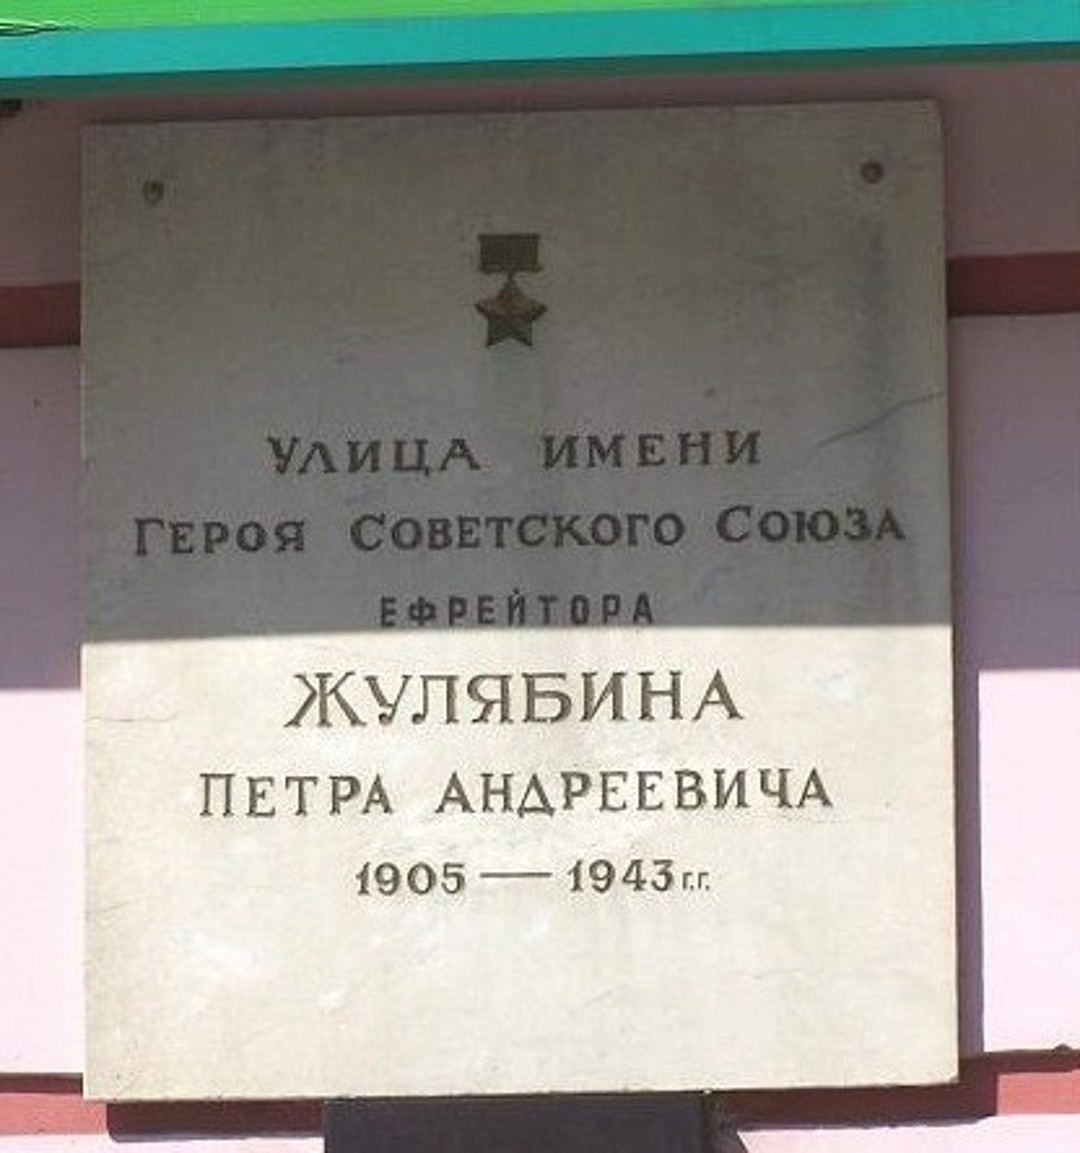 УЛИЦА ИМЕНИ
ГЕРОЯ СОВЕТСКОГО СОЮЗА
ЕФРЕЙТОРА
ЖУЛЯБИНА
ПЕТРА АНДРЕЕВИЧА
1905 — 1943 г.г.